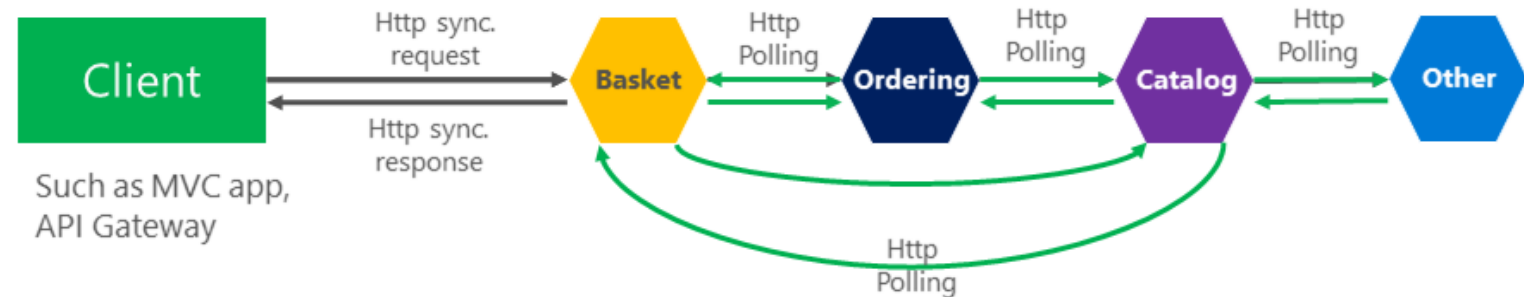 Client
Such as MVC app,
API Gateway
Http sync.
request
Http sync.
response
Basket
Http
Polling
Ordering
Http
Polling
Catalog
Http
Polling
Other
Http
Polling